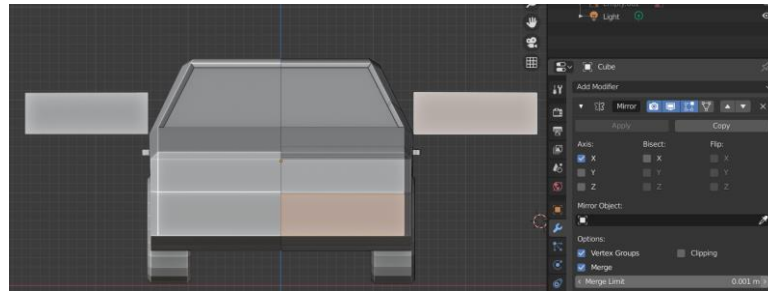 Light
Cube
Add Modifier
Mirror
Apply Copy
Axis: Bisect: Flip:
X X X
Y Y Y
Z Z Z
Mirror Object:
Options:
Vertex Groups Clipping
Merge
Merge Limit 0.001 m